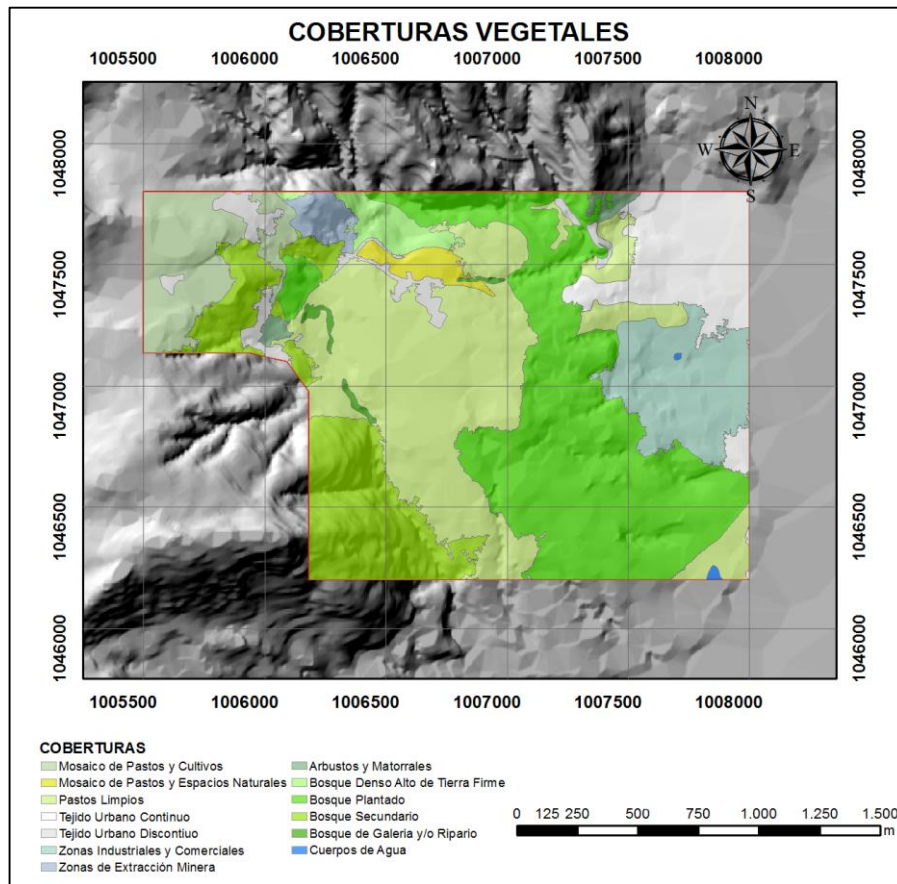 COBERTURAS VEGETALES
1005500 1006000 1006500 1007000 1007500 1008000
N
W E
S
1048000 1048000
1047500 1047500
1047000 1047000
1046500 1046500
1046000 1046000
1005500 1006000 1006500 1007000 1007500 1008000
COBERTURAS
Mosaico de Pastos y Cultivos
Mosaico de Pastos y Espacios Naturales
Pastos Limpios
Tejido Urbano Continuo
Tejido Urbano Discontiuo
Zonas Industriales y Comerciales
Zonas de Extracción Minera
Arbustos y Matorrales
Bosque Denso Alto de Tierra Firme
Bosque Plantado
Bosque Secundario
Bosque de Galeria y/o Ripario
Cuerpos de Agua
0 125 250 500 750 1.000 1.250 1.500
m